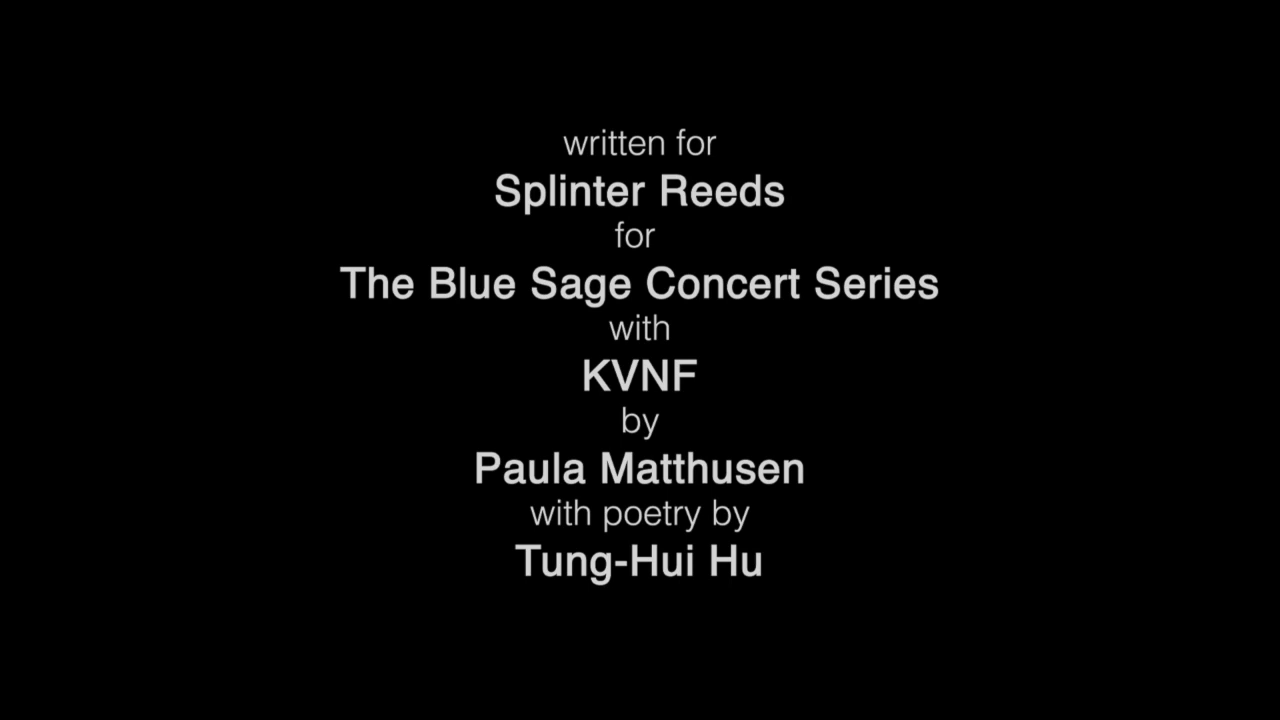 written for
Splinter Reeds
for
The Blue Sage Concert Series
with
KVNF
by
Paula Matthusen
with poetry by
Tung-Hui Hu